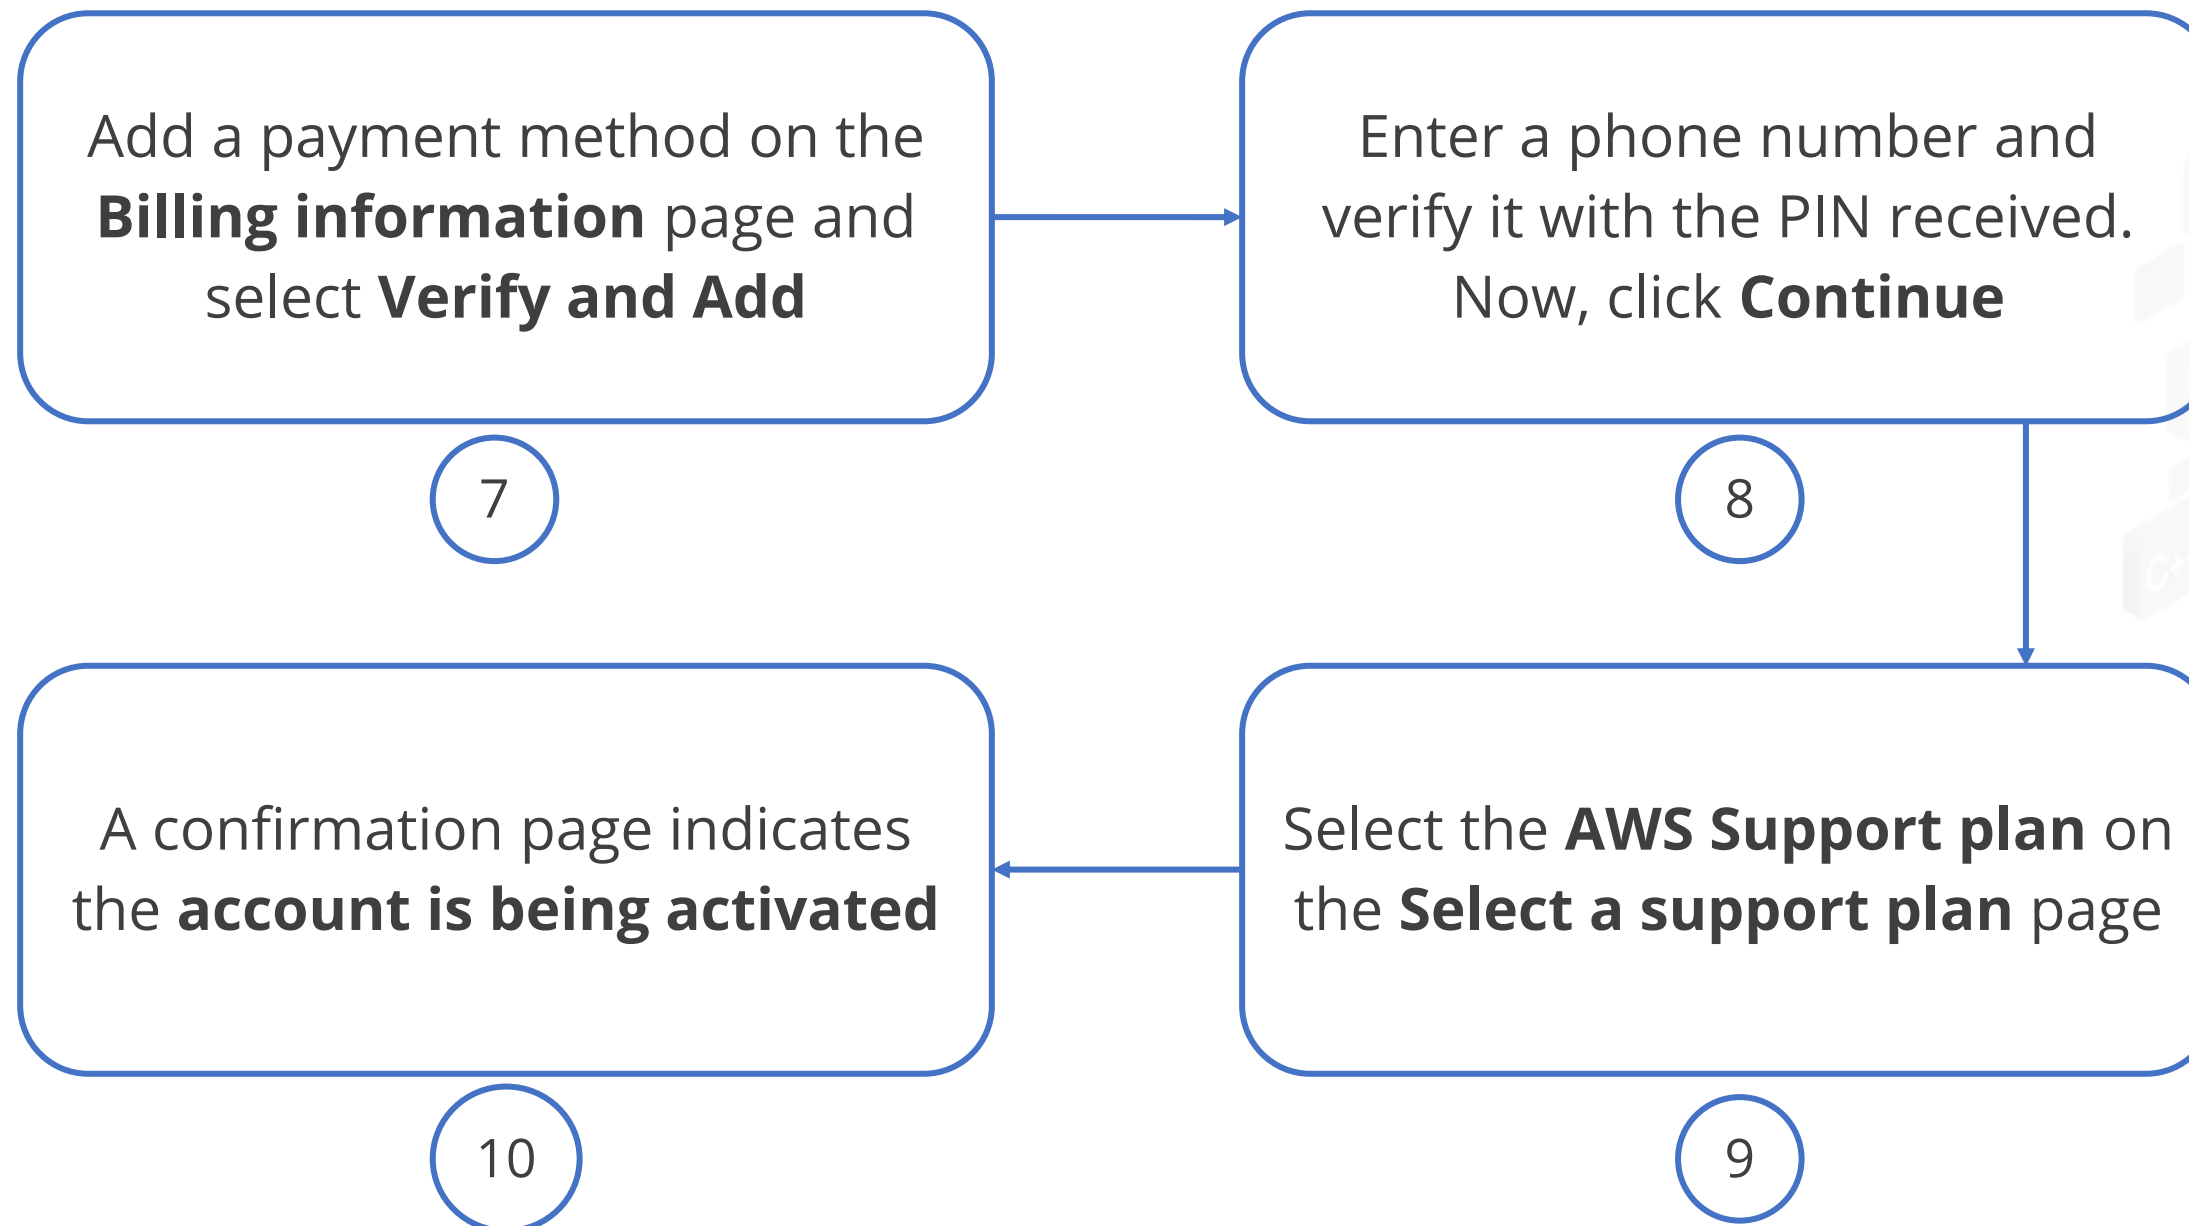 Add a payment method on the
Billing information page and
select Verify and Add
7
Enter a phone number and
verify it with the PIN received.
Now, click Continue
8
Select the AWS Support plan on
the Select a support plan page
9
A confirmation page indicates
the account is being activated
10